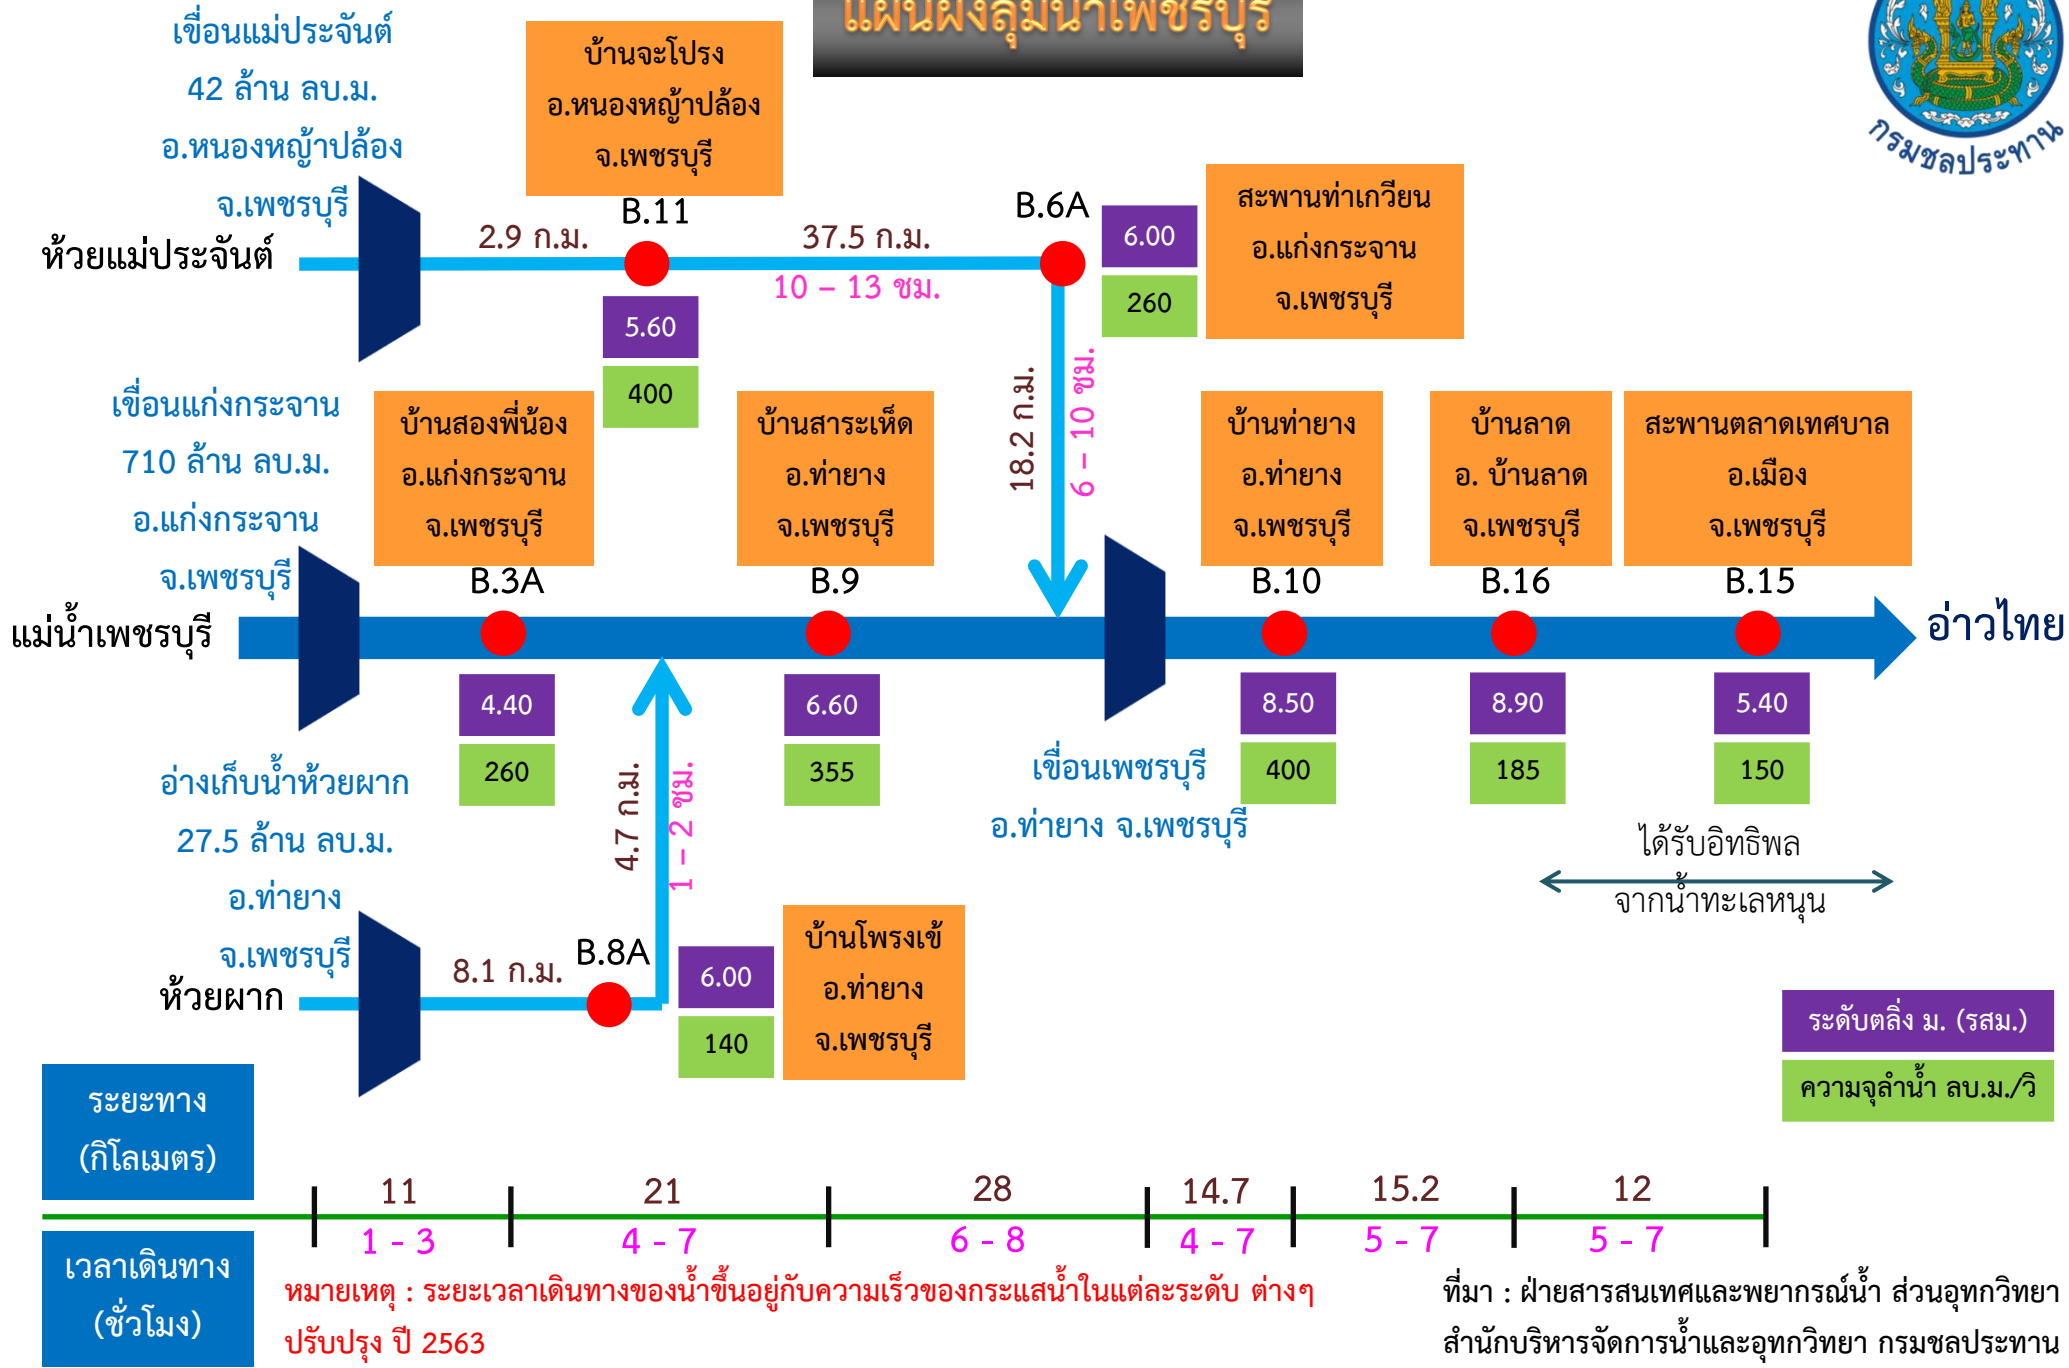 แผนผังลุ่มน้ำเพชรบุรี
กรมชลประทาน
เขื่อนแม่ประจันต์
42 ล้าน ลบ.ม.
อ.หนองหญ้าปล้อง
จ.เพชรบุรี
บ้านจะโปรง
อ.หนองหญ้าปล้อง
จ.เพชรบุรี
B.11
ห้วยแม่ประจันต์
2.9 ก.ม.
37.5 ก.ม.
10 – 13 ชม.
5.60
400
B.6A
6.00
260
สะพานท่าเกวียน
อ.แก่งกระจาน
จ.เพชรบุรี
18.2 ก.ม.
6 – 10 ชม.
เขื่อนแก่งกระจาน
710 ล้าน ลบ.ม.
อ.แก่งกระจาน
จ.เพชรบุรี
บ้านสองพี่น้อง
อ.แก่งกระจาน
จ.เพชรบุรี
B.3A
บ้านสาระเห็ด
อ.ท่ายาง
จ.เพชรบุรี
B.9
บ้านท่ายาง
อ.ท่ายาง
จ.เพชรบุรี
B.10
บ้านลาด
อ. บ้านลาด
จ.เพชรบุรี
B.16
สะพานตลาดเทศบาล
อ.เมือง
จ.เพชรบุรี
B.15
แม่น้ำเพชรบุรี
อ่าวไทย
4.40
260
6.60
355
8.50
400
8.90
185
5.40
150
4.7 ก.ม.
1 – 2 ชม.
เขื่อนเพชรบุรี
อ.ท่ายาง จ.เพชรบุรี
ได้รับอิทธิพล
จากน้ำทะเลหนุน
อ่างเก็บน้ำห้วยผาก
27.5 ล้าน ลบ.ม.
อ.ท่ายาง
จ.เพชรบุรี
ห้วยผาก
8.1 ก.ม.
B.8A
6.00
140
บ้านโพรงเข้
อ.ท่ายาง
จ.เพชรบุรี
ระดับตลิ่ง ม. (รสม.)
ความจุลำน้ำ ลบ.ม./วิ
ระยะทาง
(กิโลเมตร)
11 21 28 14.7 15.2 12
เวลาเดินทาง
(ชั่วโมง)
1 - 3 4 - 7 6 - 8 4 - 7 5 - 7 5 - 7
หมายเหตุ : ระยะเวลาเดินทางของน้ำขึ้นอยู่กับความเร็วของกระแสน้ำในแต่ละระดับ ต่างๆ
ปรับปรุง ปี 2563
ที่มา : ฝ่ายสารสนเทศและพยากรณ์น้ำ ส่วนอุทกวิทยา
สำนักบริหารจัดการน้ำและอุทกวิทยา กรมชลประทาน